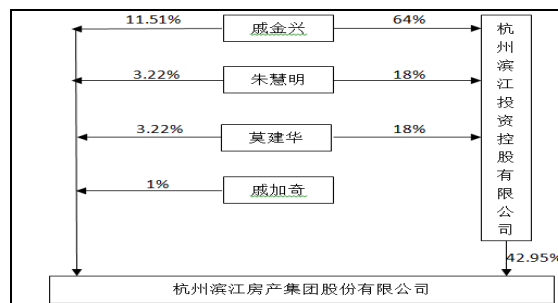 11.51% 戚金兴 64%
3.22% 朱慧明 18%
3.22% 莫建华 18%
1% 戚加奇
杭州滨江投资控股有限公司
42.95%
杭州滨江房产集团股份有限公司